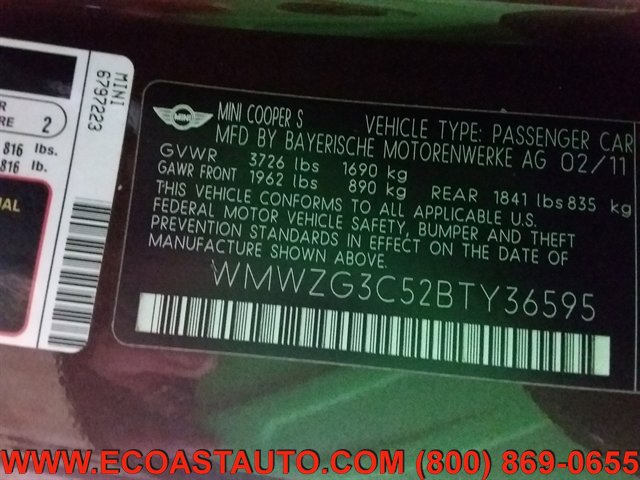 MINI
6797223
2
816 lbs.
816 lb.
MINI
MINI COOPER S VEHICLE TYPE: PASSENGER CAR
MFD BY BAYERISCHE MOTORENWERKE AG 02/11
GVWR 3726 lbs 1690 kg
GAWR FRONT 1962 lbs 890 kg REAR 1841 lbs 835 kg
THIS VEHICLE CONFORMS TO ALL APPLICABLE U.S.
FEDERAL MOTOR VEHICLE SAFETY, BUMPER AND THEFT
PREVENTION STANDARDS IN EFFECT ON THE DATE OF
MANUFACTURE SHOWN ABOVE.
WMWZG3C52BTY36595
WWW.ECOASTAUTO.COM (800) 869-0655